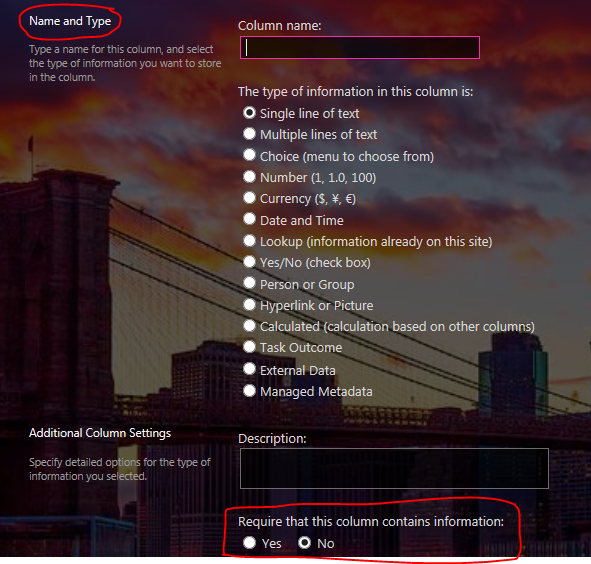 Name and Type
Type a name for this column, and select
the type of information you want to store
in the column.
Column name:
The type of information in this column is:
Single line of text
Multiple lines of text
Choice (menu to choose from)
Number (1, 1.0, 100)
Currency ($, ¥, €)
Date and Time
Lookup (information already on this site)
Yes/No (check box)
Person or Group
Hyperlink or Picture
Calculated (calculation based on other columns)
Task Outcome
External Data
Managed Metadata
Additional Column Settings
Specify detailed options for the type of
information you selected.
Description:
Require that this column contains information:
Yes No